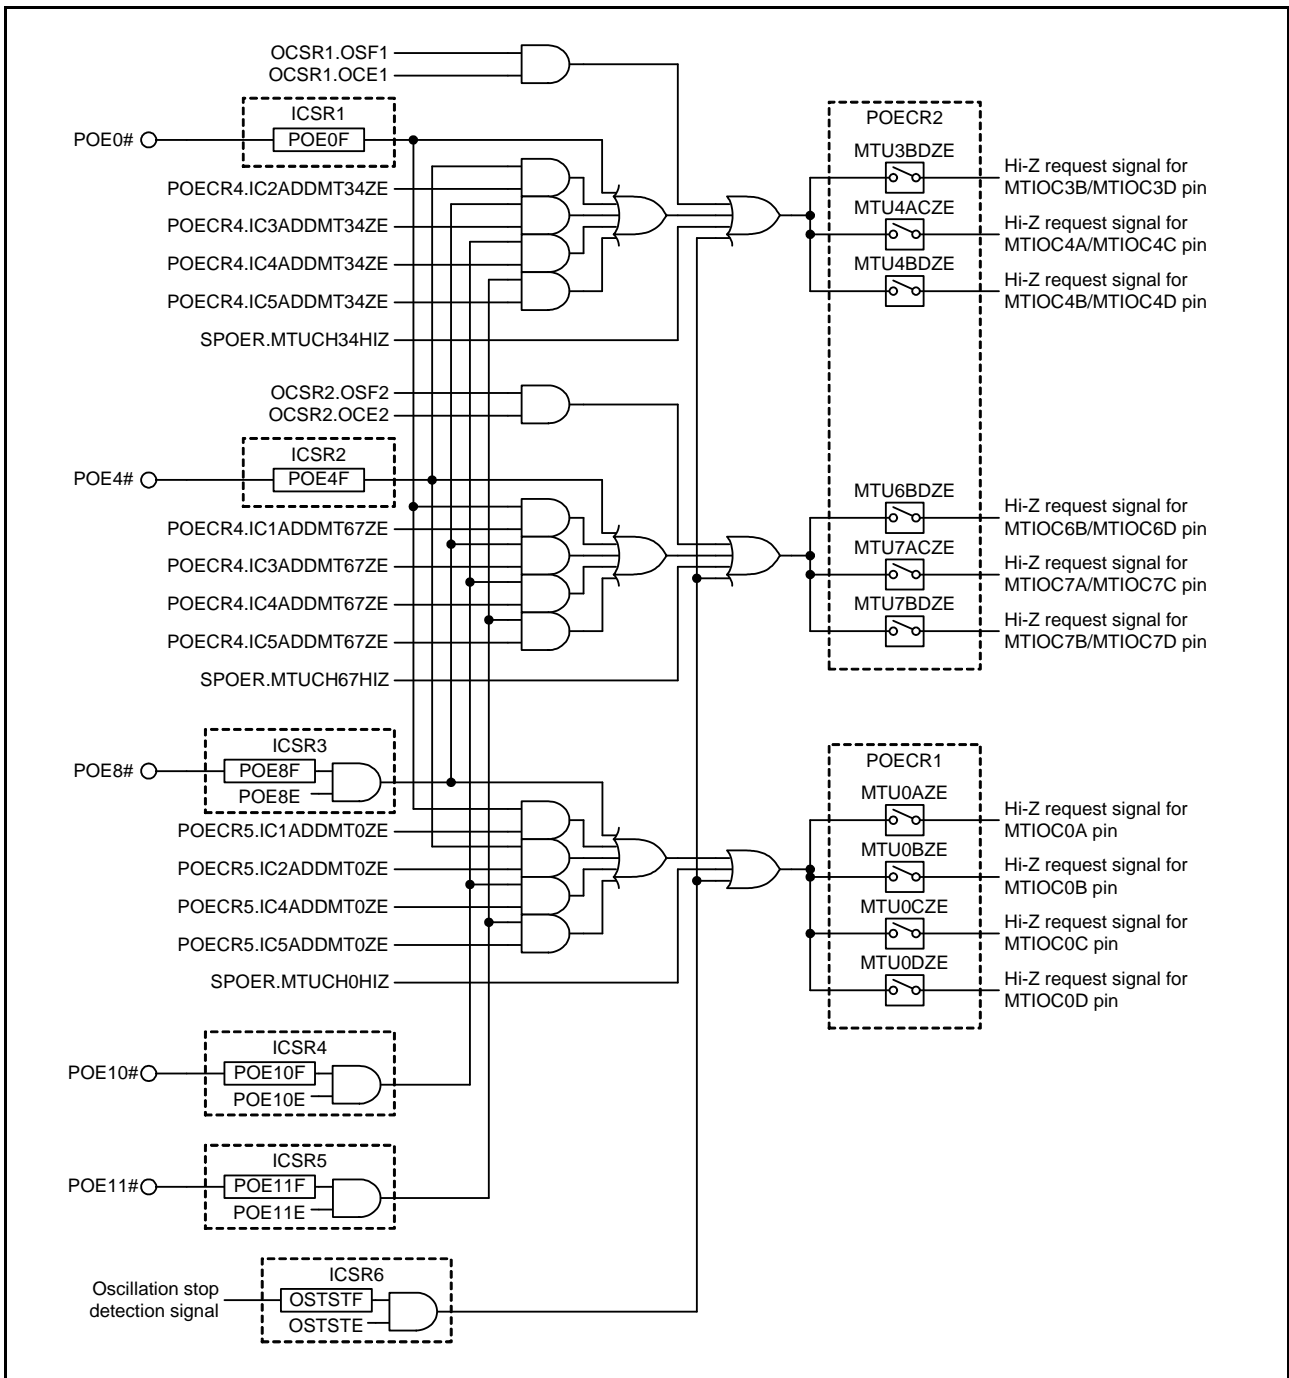 OCSR1.OSF1
OCSR1.OCE1
ICSR1
POE0#
POE0F
POECR4.IC2ADDMT34ZE
POECR4.IC3ADDMT34ZE
POECR4.IC4ADDMT34ZE
POECR4.IC5ADDMT34ZE
SPOER.MTUCH34HIZ
POECR2
MTU3BDZE
Hi-Z request signal for
MTIOC3B/MTIOC3D pin
MTU4ACZE
Hi-Z request signal for
MTIOC4A/MTIOC4C pin
MTU4BDZE
Hi-Z request signal for
MTIOC4B/MTIOC4D pin
OCSR2.OSF2
OCSR2.OCE2
ICSR2
POE4#
POE4F
POECR4.IC1ADDMT67ZE
POECR4.IC3ADDMT67ZE
POECR4.IC4ADDMT67ZE
POECR4.IC5ADDMT67ZE
SPOER.MTUCH67HIZ
MTU6BDZE
Hi-Z request signal for
MTIOC6B/MTIOC6D pin
MTU7ACZE
Hi-Z request signal for
MTIOC7A/MTIOC7C pin
MTU7BDZE
Hi-Z request signal for
MTIOC7B/MTIOC7D pin
ICSR3
POE8#
POE8F
POE8E
POECR5.IC1ADDMT0ZE
POECR5.IC2ADDMT0ZE
POECR5.IC4ADDMT0ZE
POECR5.IC5ADDMT0ZE
SPOER.MTUCH0HIZ
POECR1
MTU0AZE
Hi-Z request signal for
MTIOC0A pin
MTU0BZE
Hi-Z request signal for
MTIOC0B pin
MTU0CZE
Hi-Z request signal for
MTIOC0C pin
MTU0DZE
Hi-Z request signal for
MTIOC0D pin
ICSR4
POE10#
POE10F
POE10E
ICSR5
POE11#
POE11F
POE11E
ICSR6
Oscillation stop
detection signal
OSTSTF
OSTSTE